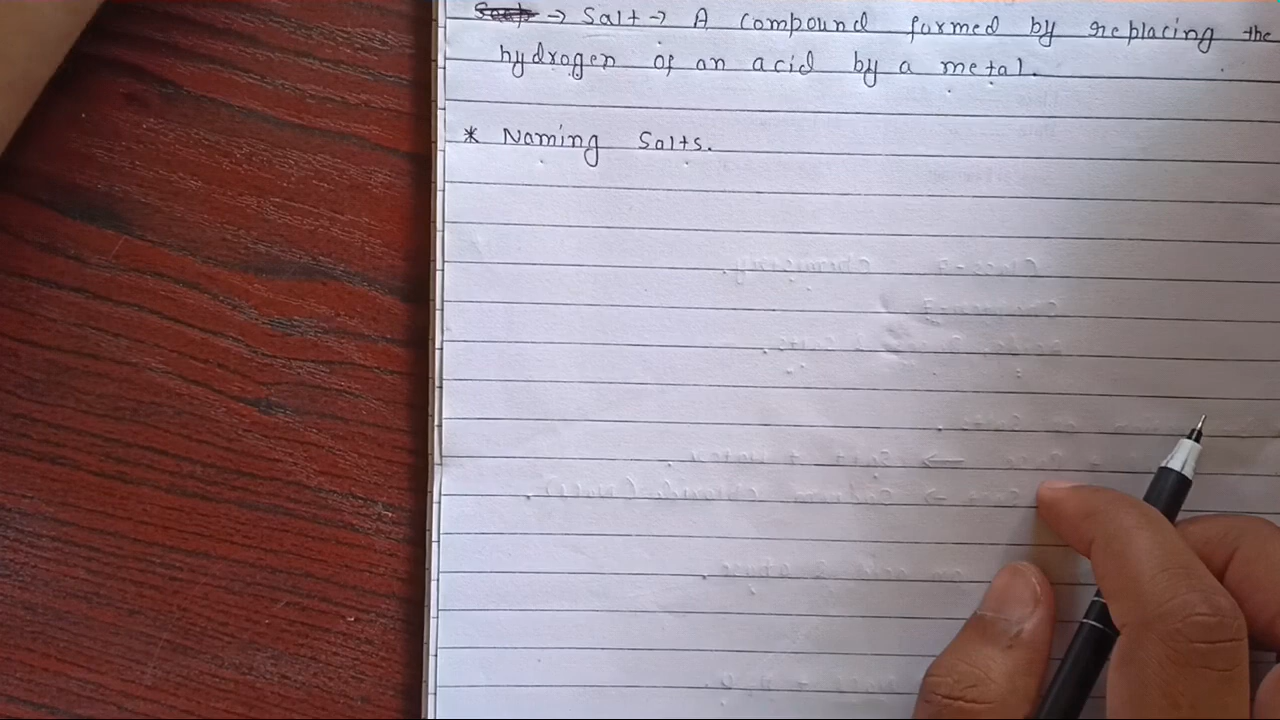 → Salt → A compound formed by replacing the
hydrogen of an acid by a metal.
* Naming Salts.